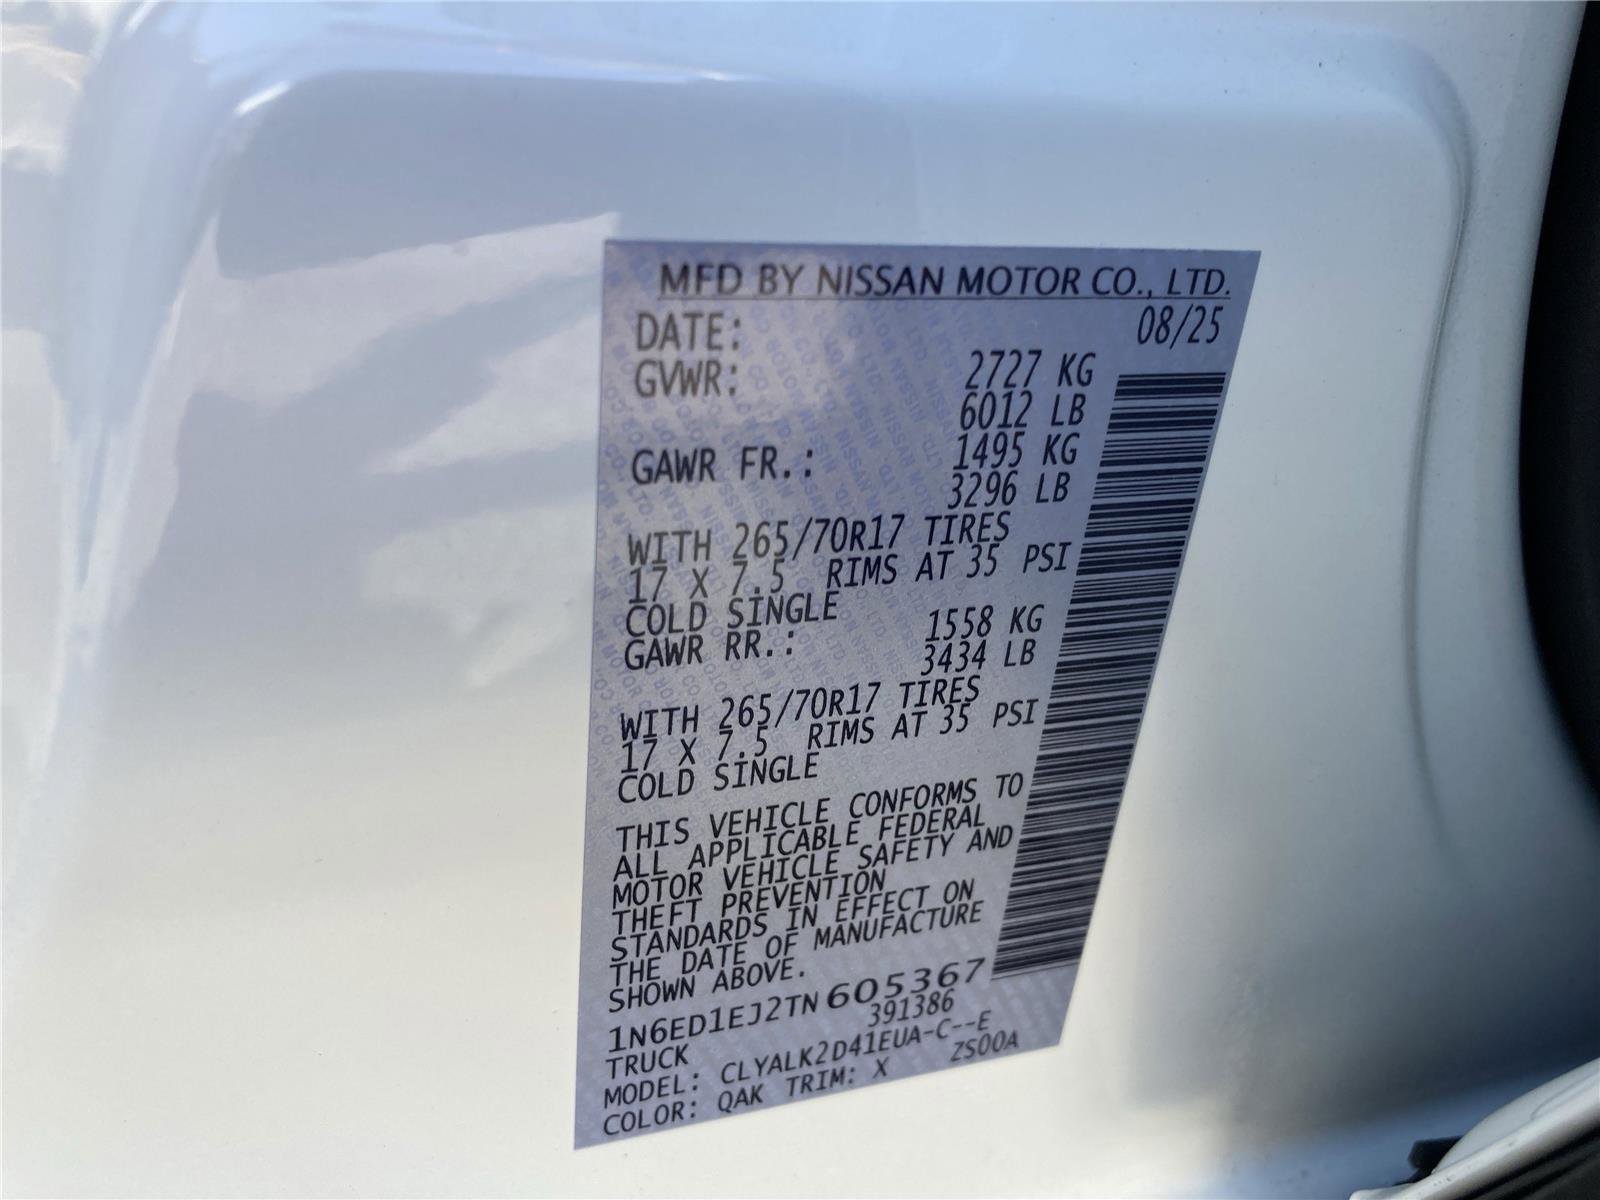 MFD BY NISSAN MOTOR CO., LTD.
DATE: 08/25
GVWR: 2727 KG
6012 LB
GAWR FR.: 1495 KG
3296 LB
WITH 265/70R17 TIRES
17 X 7.5 RIMS AT 35 PSI
COLD SINGLE
GAWR RR.: 1558 KG
3434 LB
WITH 265/70R17 TIRES
17 X 7.5 RIMS AT 35 PSI
COLD SINGLE
THIS VEHICLE CONFORMS TO
ALL APPLICABLE FEDERAL
MOTOR VEHICLE SAFETY AND
THEFT PREVENTION
STANDARDS IN EFFECT ON
THE DATE OF MANUFACTURE
SHOWN ABOVE.
1N6ED1EJ2TN605367
TRUCK 391386
MODEL: CLYALK2D41EUA-C--E
COLOR: QAK TRIM: X ZS00A